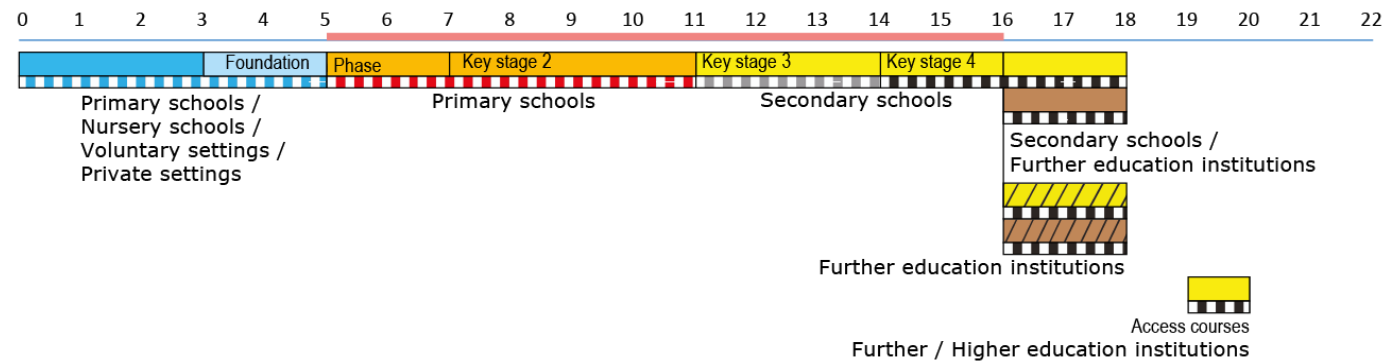 0 1 2 3 4 5 6 7 8 9 10 11 12 13 14 15 16 17 18 19 20 21 22
Foundation Phase Key stage 2 Key stage 3 Key stage 4
Primary schools /
Nursery schools /
Voluntary settings /
Private settings
Primary schools
Secondary schools
Secondary schools /
Further education institutions
Further education institutions
Access courses
Further / Higher education institutions